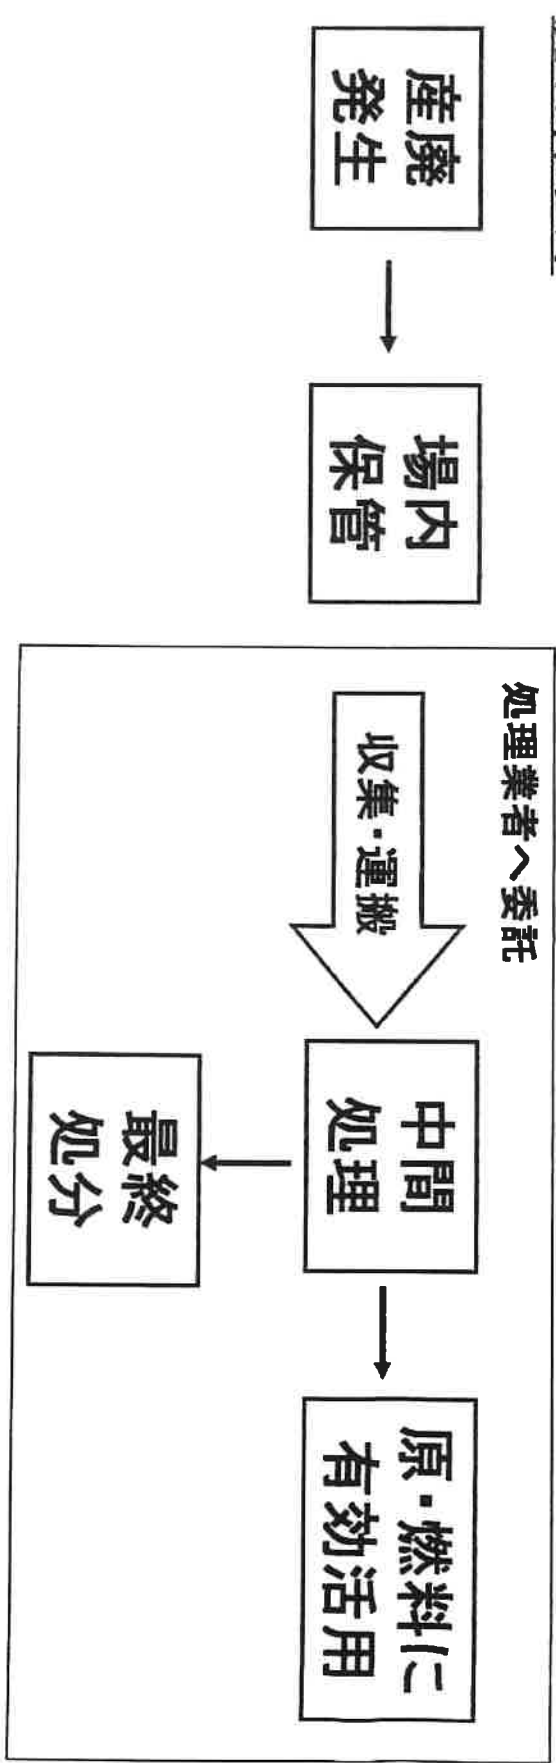 産廃
発生
場内
保管
処理業者へ委託
収集・運搬
中間
処理
最終
処分
原・燃料に
有効活用